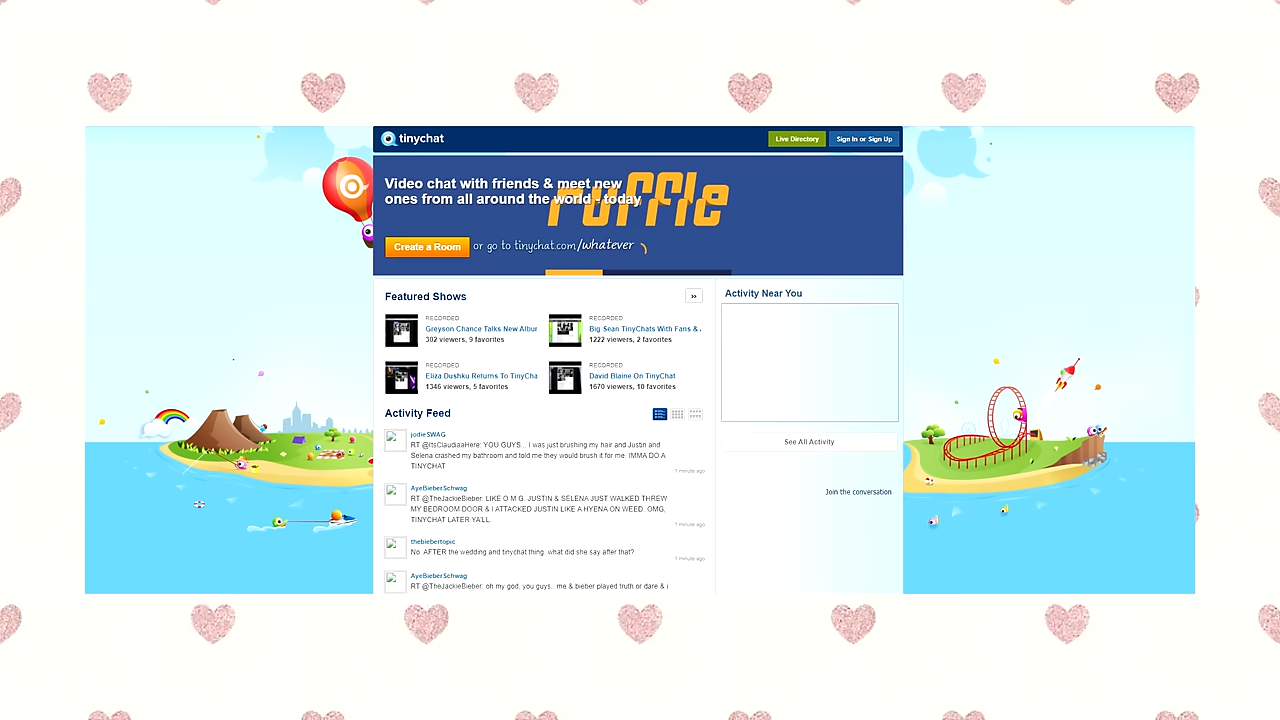 tinychat
Live Directory
Sign In or Sign Up
ruffle
Video chat with friends & meet new
ones from all around the world - today
Create a Room or go to tinychat.com/whatever
Featured Shows
»
RECORDED
Greyson Chance Talks New Albur
302 viewers, 9 favorites
RECORDED
Big Sean TinyChats With Fans &
1222 viewers, 2 favorites
RECORDED
Eliza Dushku Returns To TinyCha
1346 viewers, 5 favorites
RECORDED
David Blaine On TinyChat
1670 viewers, 10 favorites
Activity Feed
jodieSWAG
RT @ItsClaudiaaHere: YOU GUYS... I was just brushing my hair and Justin and
Selena crashed my bathroom and told me they would brush it for me. IMMA DO A
TINYCHAT
1 minute ago
AyeBieberSchwag
RT @TheJackieBieber: LIKE O M G. JUSTIN & SELENA JUST WALKED THREW
MY BEDROOM DOOR & I ATTACKED JUSTIN LIKE A HYENA ON WEED. OMG,
TINYCHAT LATER YA'LL.
1 minute ago
thebiebertopic
No. AFTER the wedding and tinychat thing. what did she say after that?
1 minute ago
AyeBieberSchwag
RT @TheJackieBieber: oh my god, you guys.. me & bieber played truth or dare & i
Activity Near You
See All Activity
Join the conversation